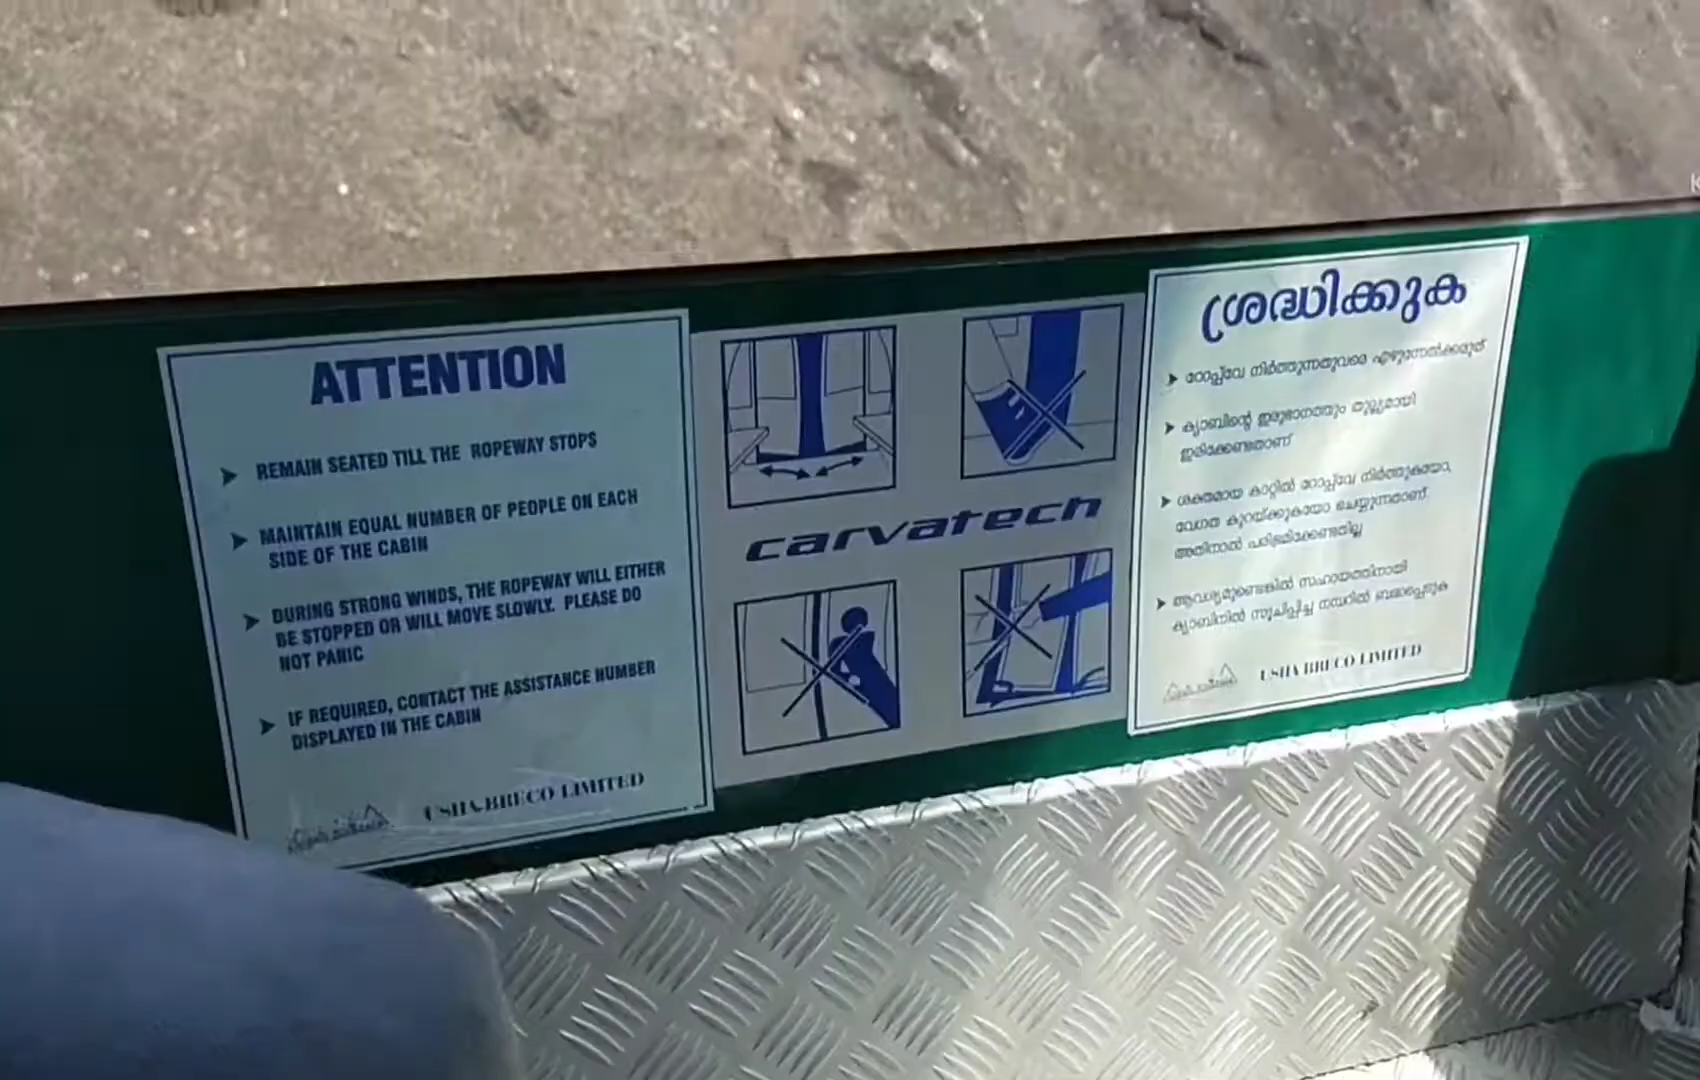 ATTENTION
REMAIN SEATED TILL THE ROPEWAY STOPS
MAINTAIN EQUAL NUMBER OF PEOPLE ON EACH
SIDE OF THE CABIN
DURING STRONG WINDS, THE ROPEWAY WILL EITHER
BE STOPPED OR WILL MOVE SLOWLY. PLEASE DO
NOT PANIC
IF REQUIRED, CONTACT THE ASSISTANCE NUMBER
DISPLAYED IN THE CABIN
USHA BRECO LIMITED
carvatech
ശ്രദ്ധിക്കുക
റോപ്പ്‌വേ നിർത്തുന്നതുവരെ എഴുന്നേൽക്കരുത്
ക്യാബിന്റെ ഇരുഭാഗത്തും തുല്യമായി
ഇരിക്കേണ്ടതാണ്
ശക്തമായ കാറ്റിൽ റോപ്പ്‌വേ നിർത്തുകയോ,
വേഗത കുറയ്ക്കുകയോ ചെയ്യുന്നതാണ്.
അതിനാൽ പരിഭ്രമിക്കേണ്ടതില്ല
ആവശ്യമുണ്ടെങ്കിൽ സഹായത്തിനായി
ക്യാബിനിൽ സൂചിപ്പിച്ച നമ്പറിൽ ബന്ധപ്പെടുക
USHA BRECO LIMITED